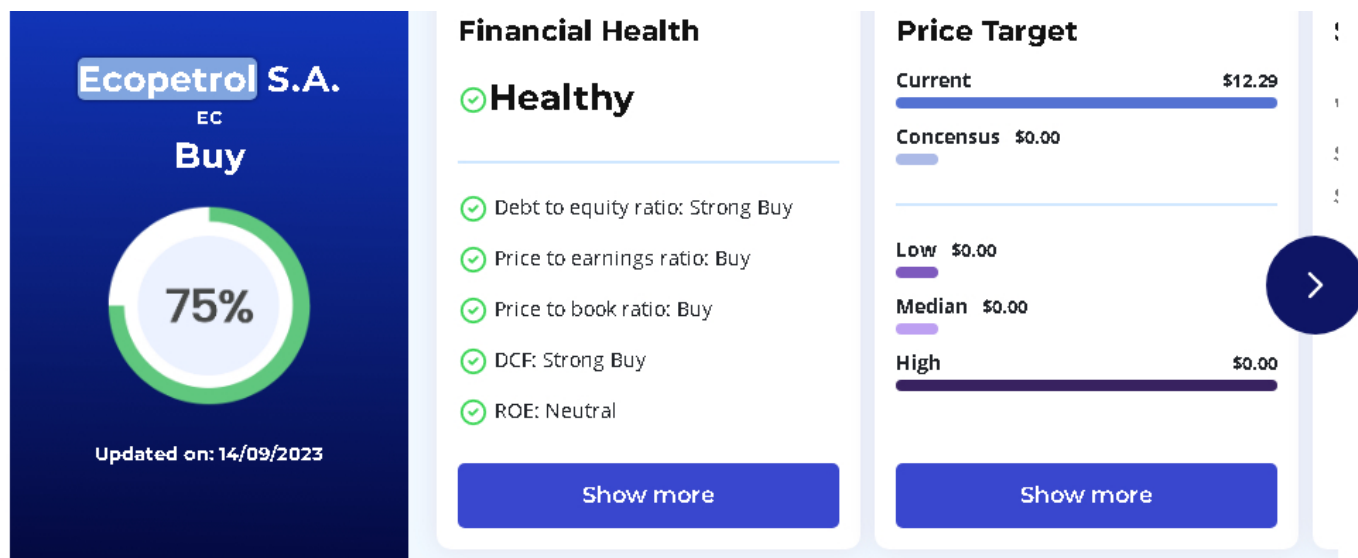 Ecopetrol S.A.
EC
Buy
75%
Updated on: 14/09/2023
Financial Health
Healthy
Debt to equity ratio: Strong Buy
Price to earnings ratio: Buy
Price to book ratio: Buy
DCF: Strong Buy
ROE: Neutral
Show more
Price Target
Current $12.29
Concensus $0.00
Low $0.00
Median $0.00
High $0.00
Show more